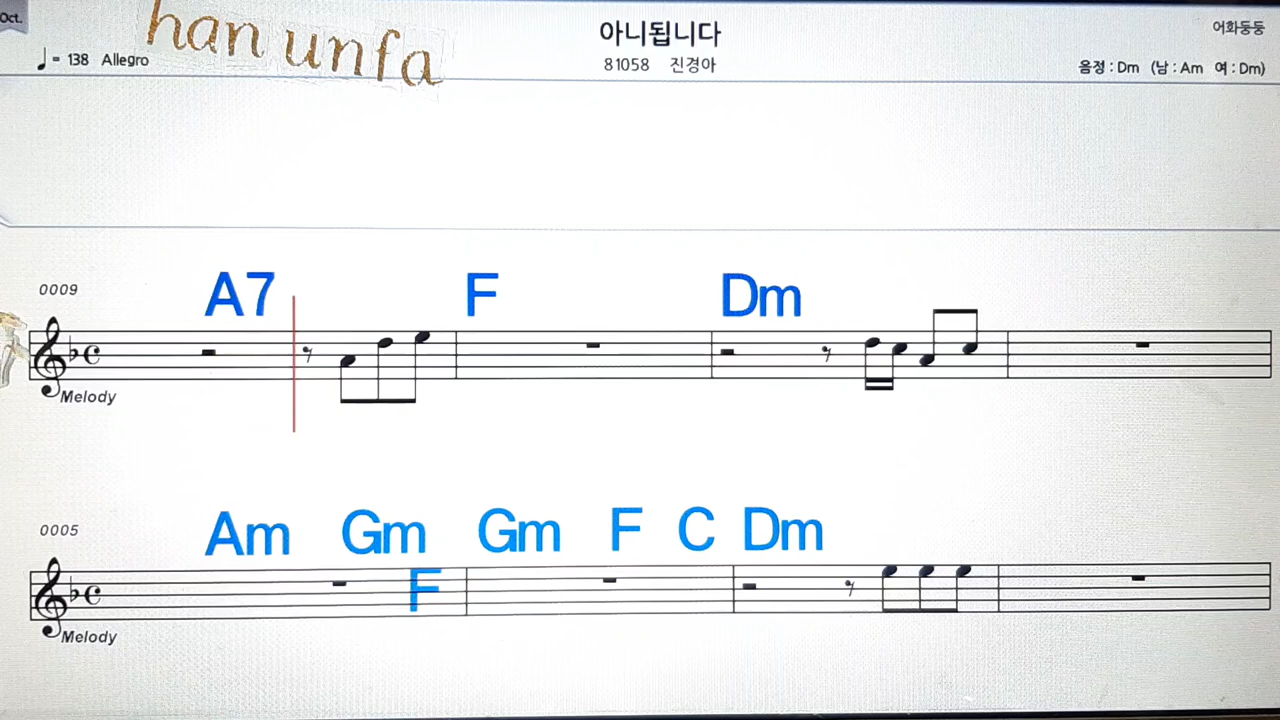 Oct.
han unfa
아니됩니다
어화둥둥
♩ = 138 Allegro
81058 진경아
음정 : Dm (남 : Am 여 : Dm)
0009
A7 F Dm
Melody
0005
Am Gm Gm F C Dm
F
Melody